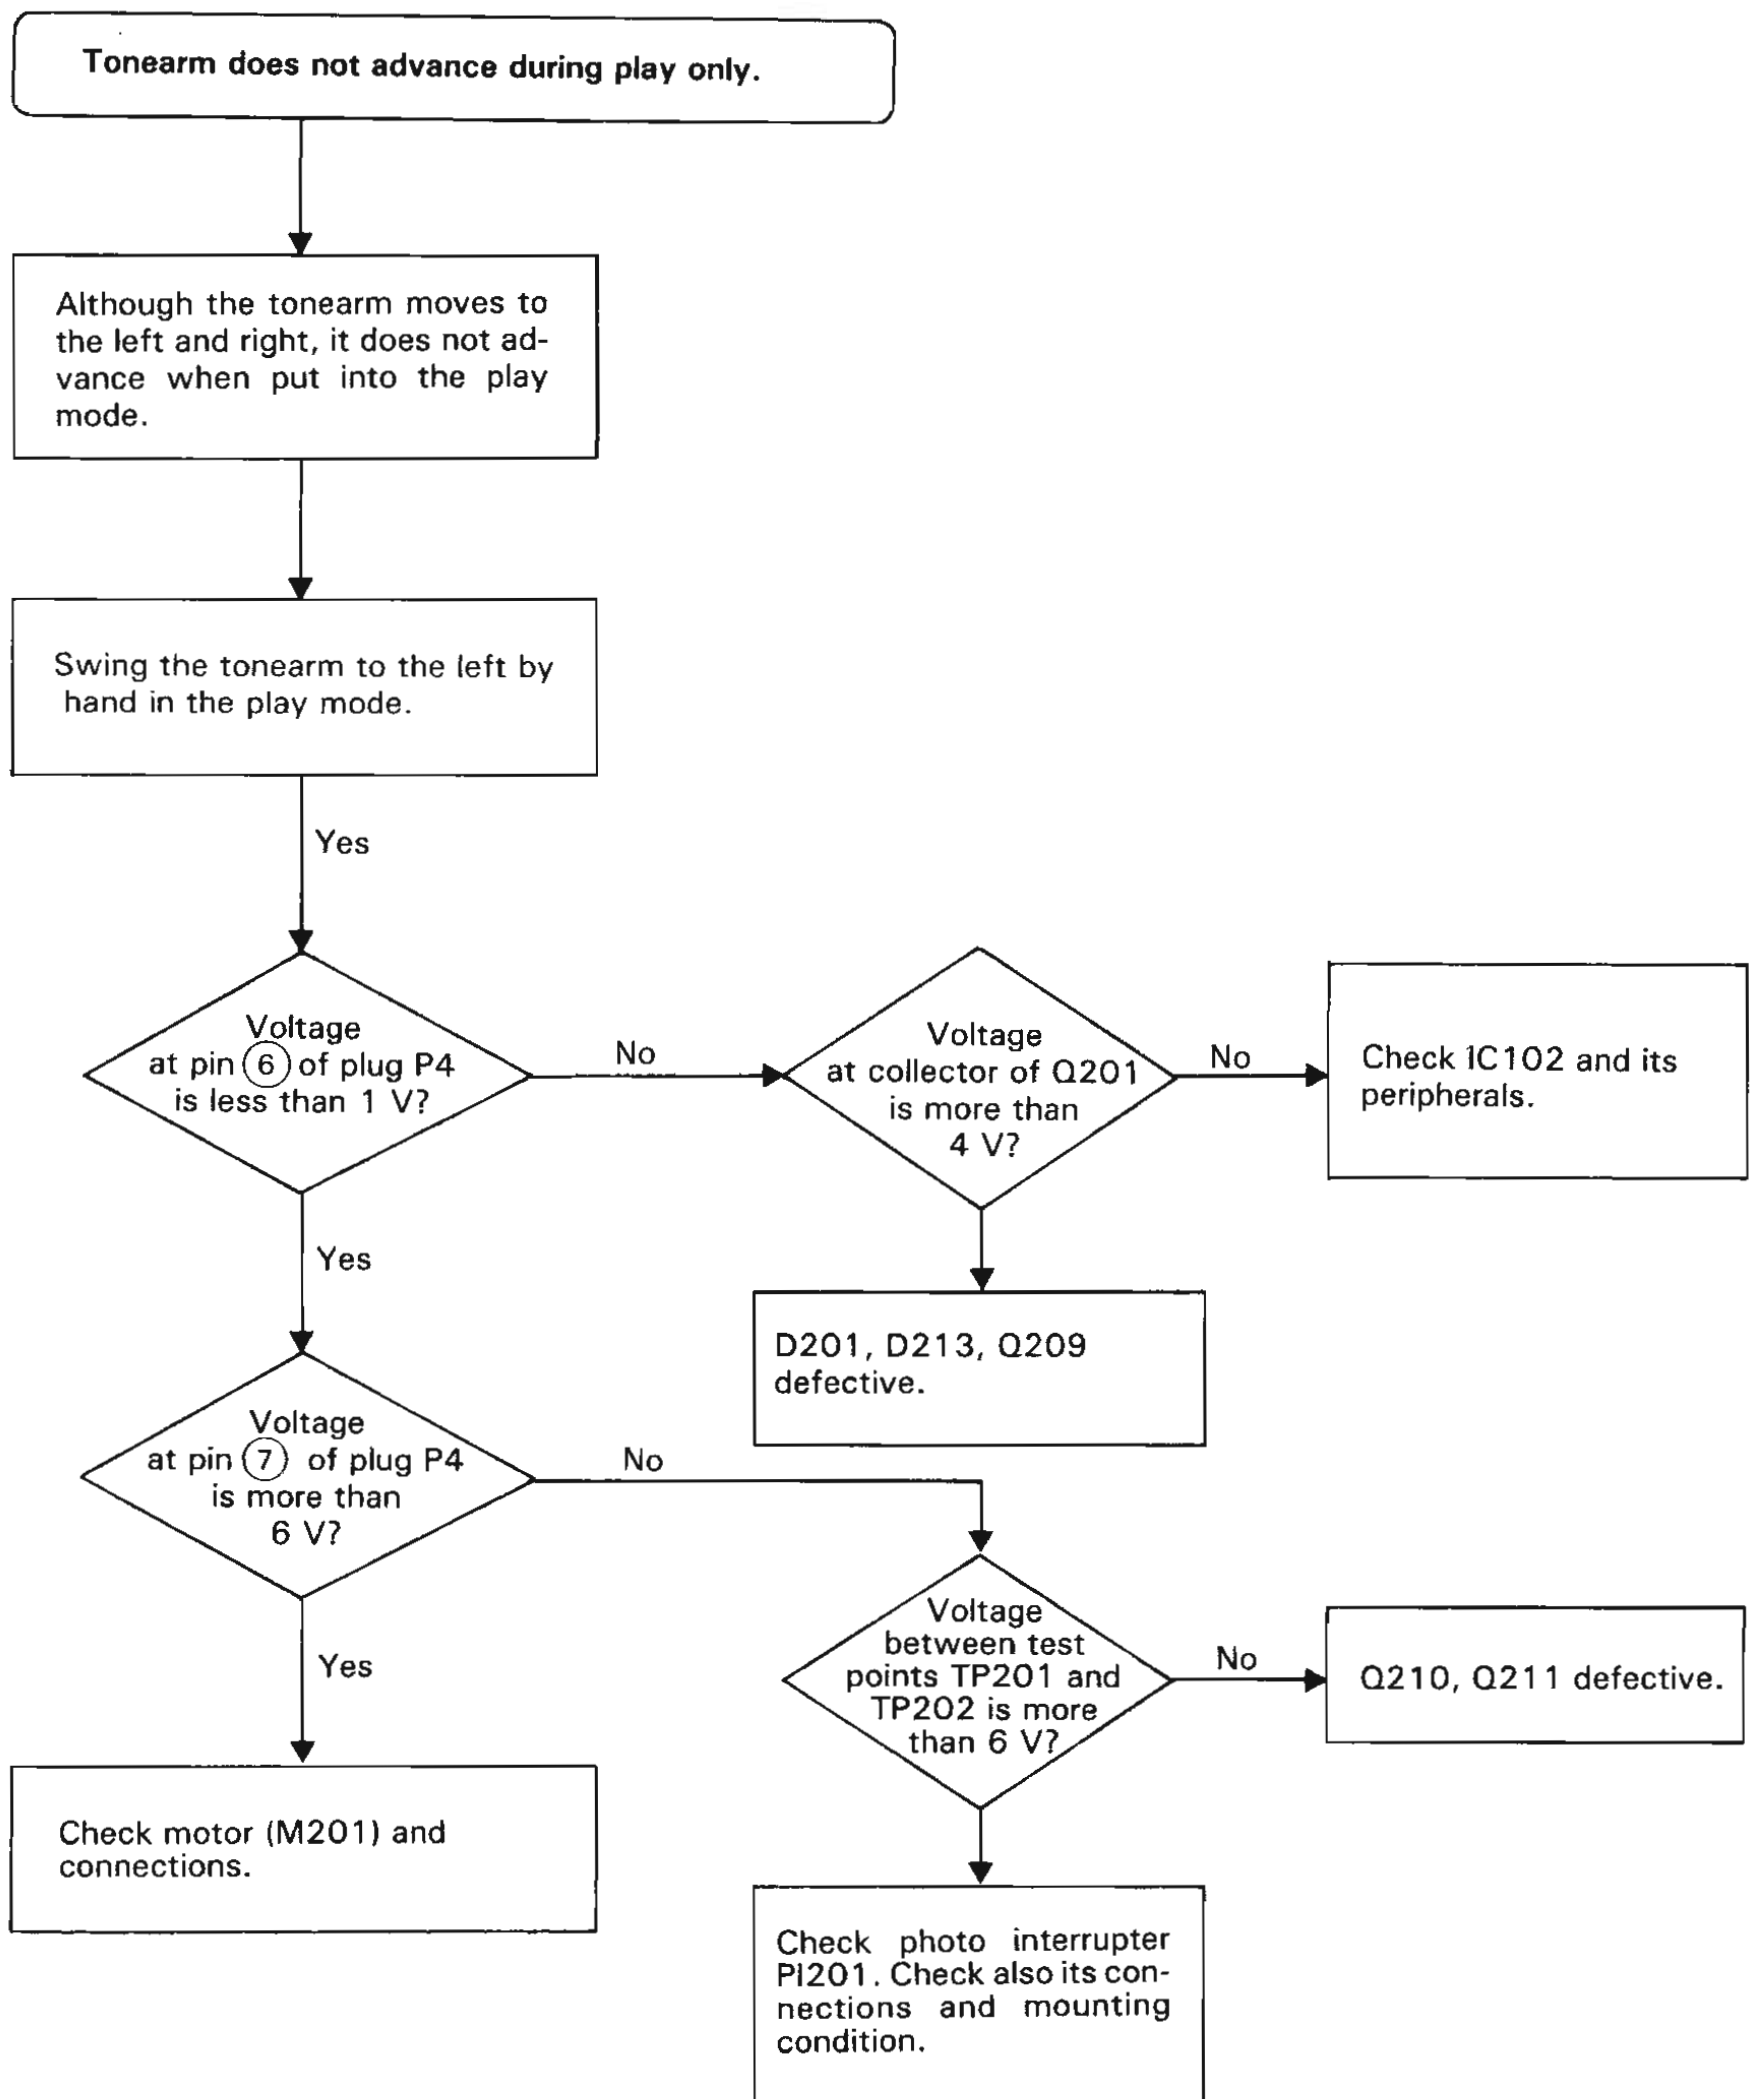 Tonearm does not advance during play only.
Although the tonearm moves to
the left and right, it does not ad-
vance when put into the play
mode.
Swing the tonearm to the left by
hand in the play mode.
Yes
Voltage
at pin 6 of plug P4
is less than 1 V?
No
Voltage
at collector of Q201
is more than
4 V?
No
Check IC102 and its
peripherals.
Yes
D201, D213, Q209
defective.
Voltage
at pin 7 of plug P4
is more than
6 V?
No
Voltage
between test
points TP201 and
TP202 is more
than 6 V?
No
Q210, Q211 defective.
Yes
Check motor (M201) and
connections.
Check photo interrupter
PI201. Check also its con-
nections and mounting
condition.